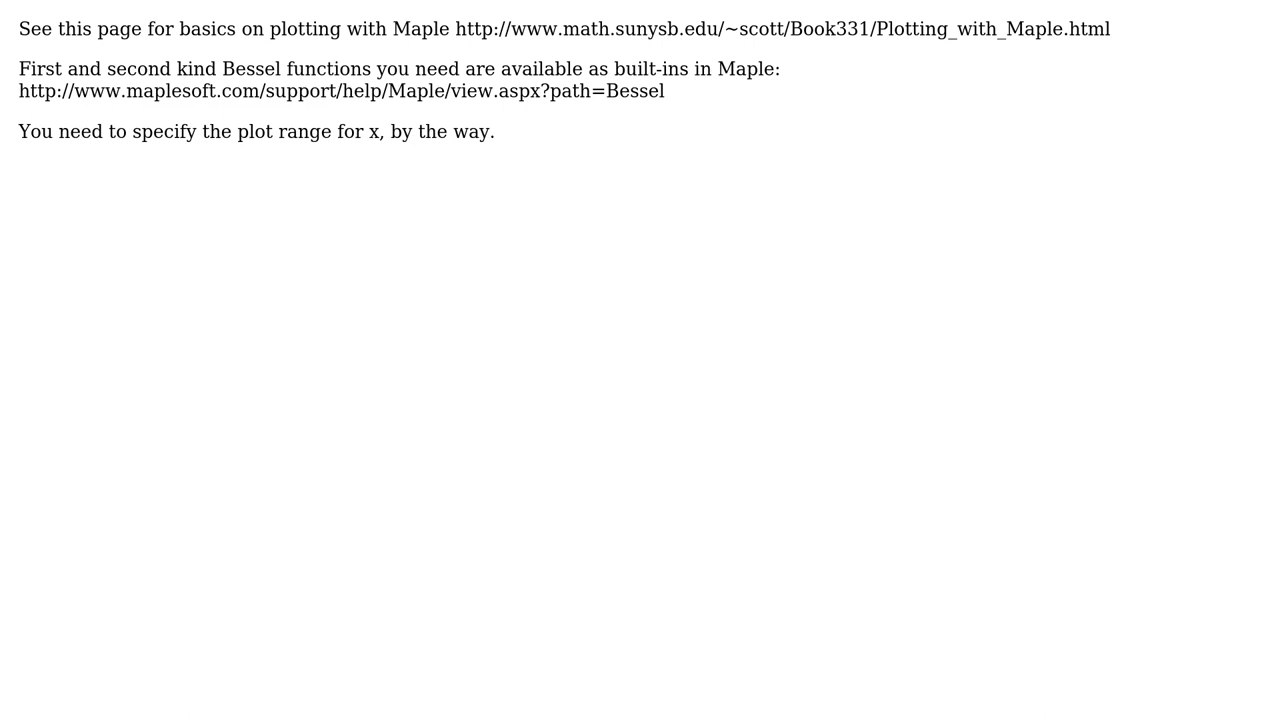 See this page for basics on plotting with Maple http://www.math.sunysb.edu/~scott/Book331/Plotting_with_Maple.html
First and second kind Bessel functions you need are available as built-ins in Maple:
http://www.maplesoft.com/support/help/Maple/view.aspx?path=Bessel
You need to specify the plot range for x, by the way.